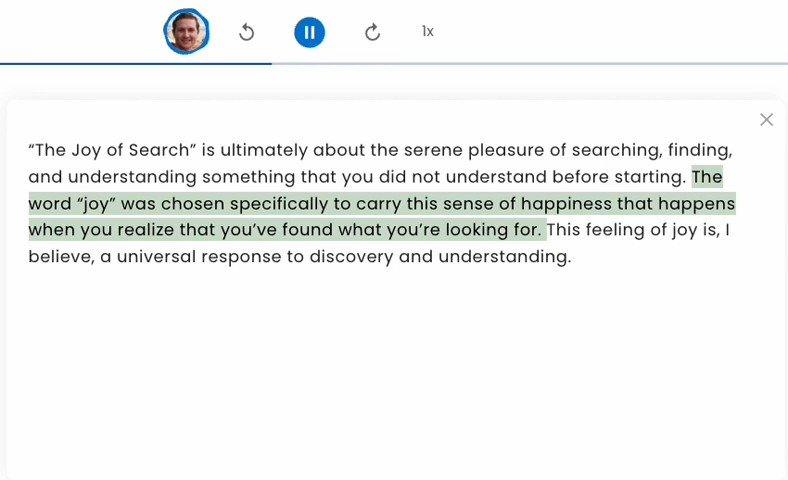 1x
“The Joy of Search” is ultimately about the serene pleasure of searching, finding,
and understanding something that you did not understand before starting. The
word “joy” was chosen specifically to carry this sense of happiness that happens
when you realize that you’ve found what you’re looking for. This feeling of joy is, I
believe, a universal response to discovery and understanding.